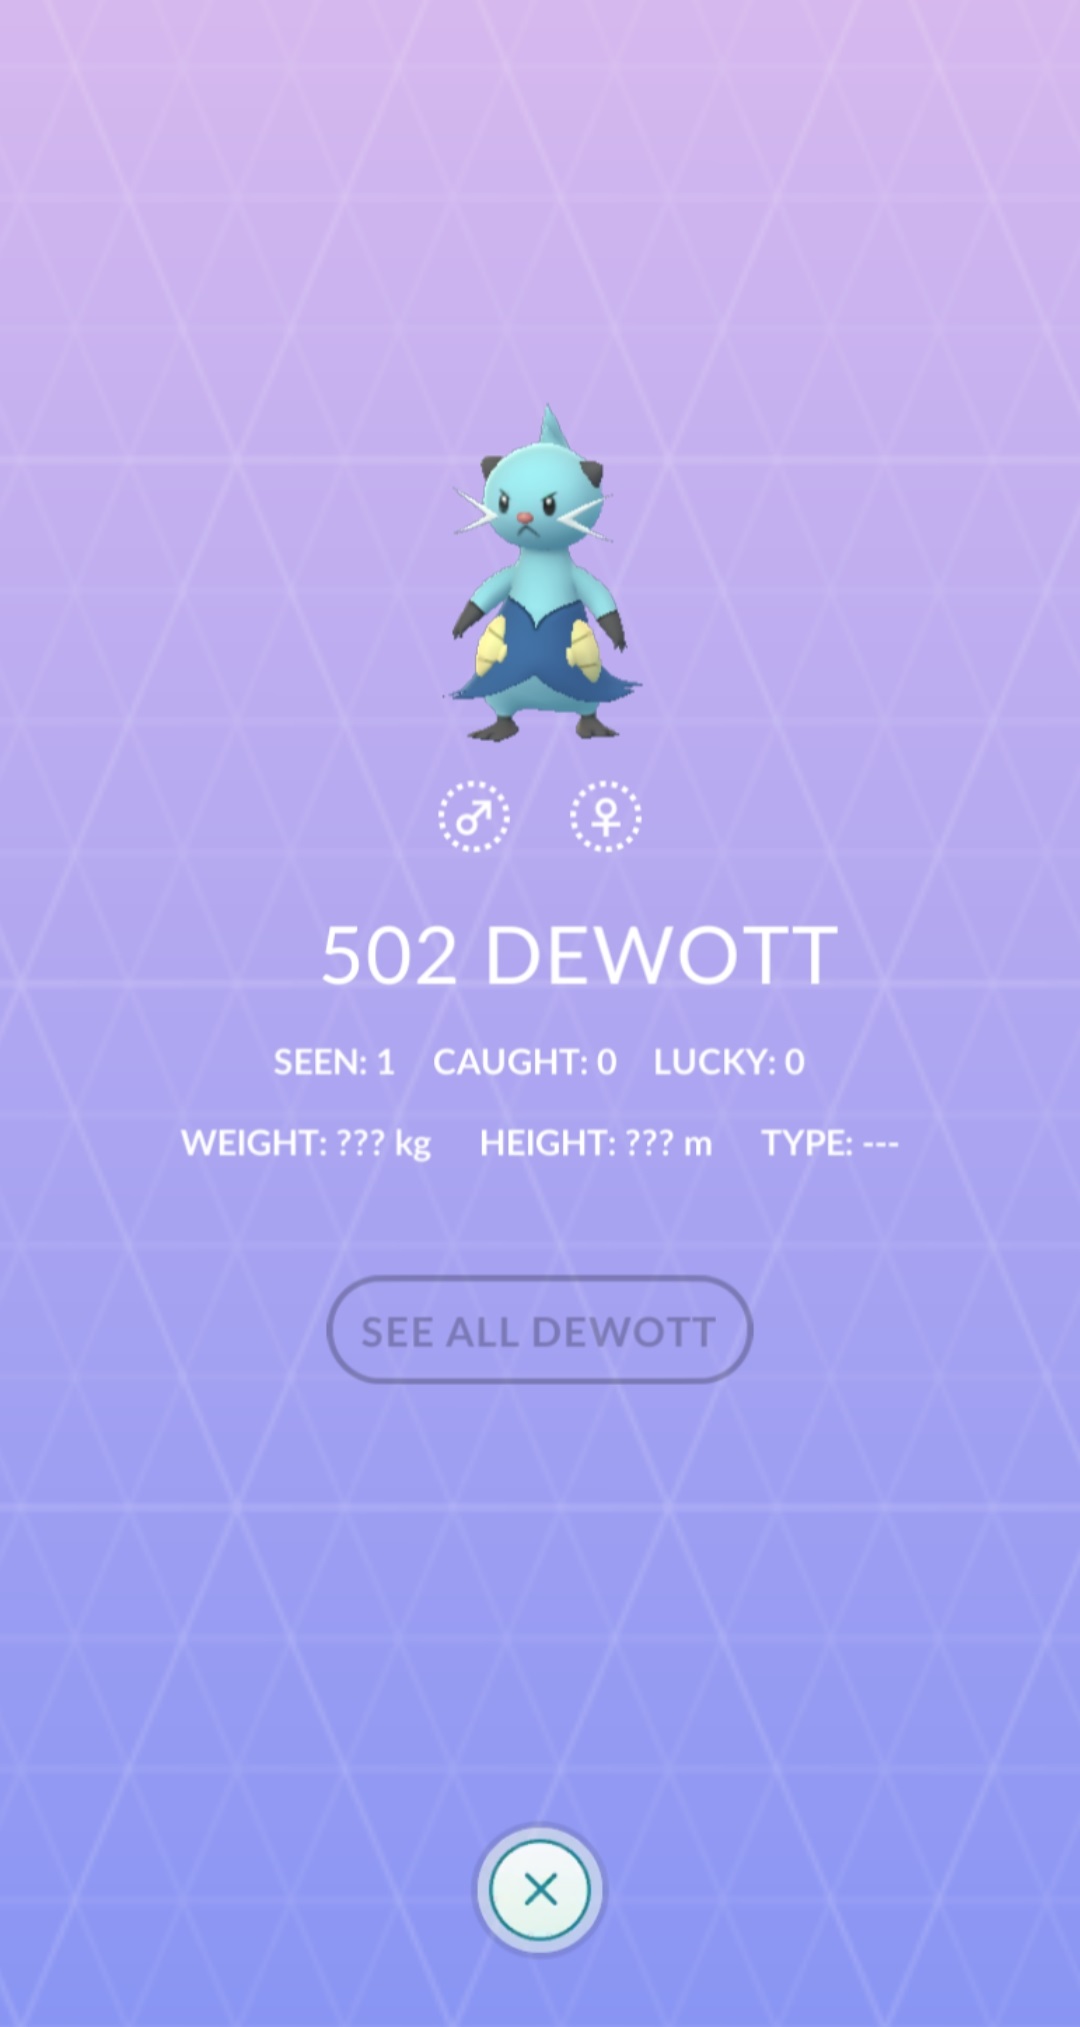 502 DEWOTT
SEEN: 1 CAUGHT: 0 LUCKY: 0
WEIGHT: ??? kg HEIGHT: ??? m TYPE: ---
SEE ALL DEWOTT